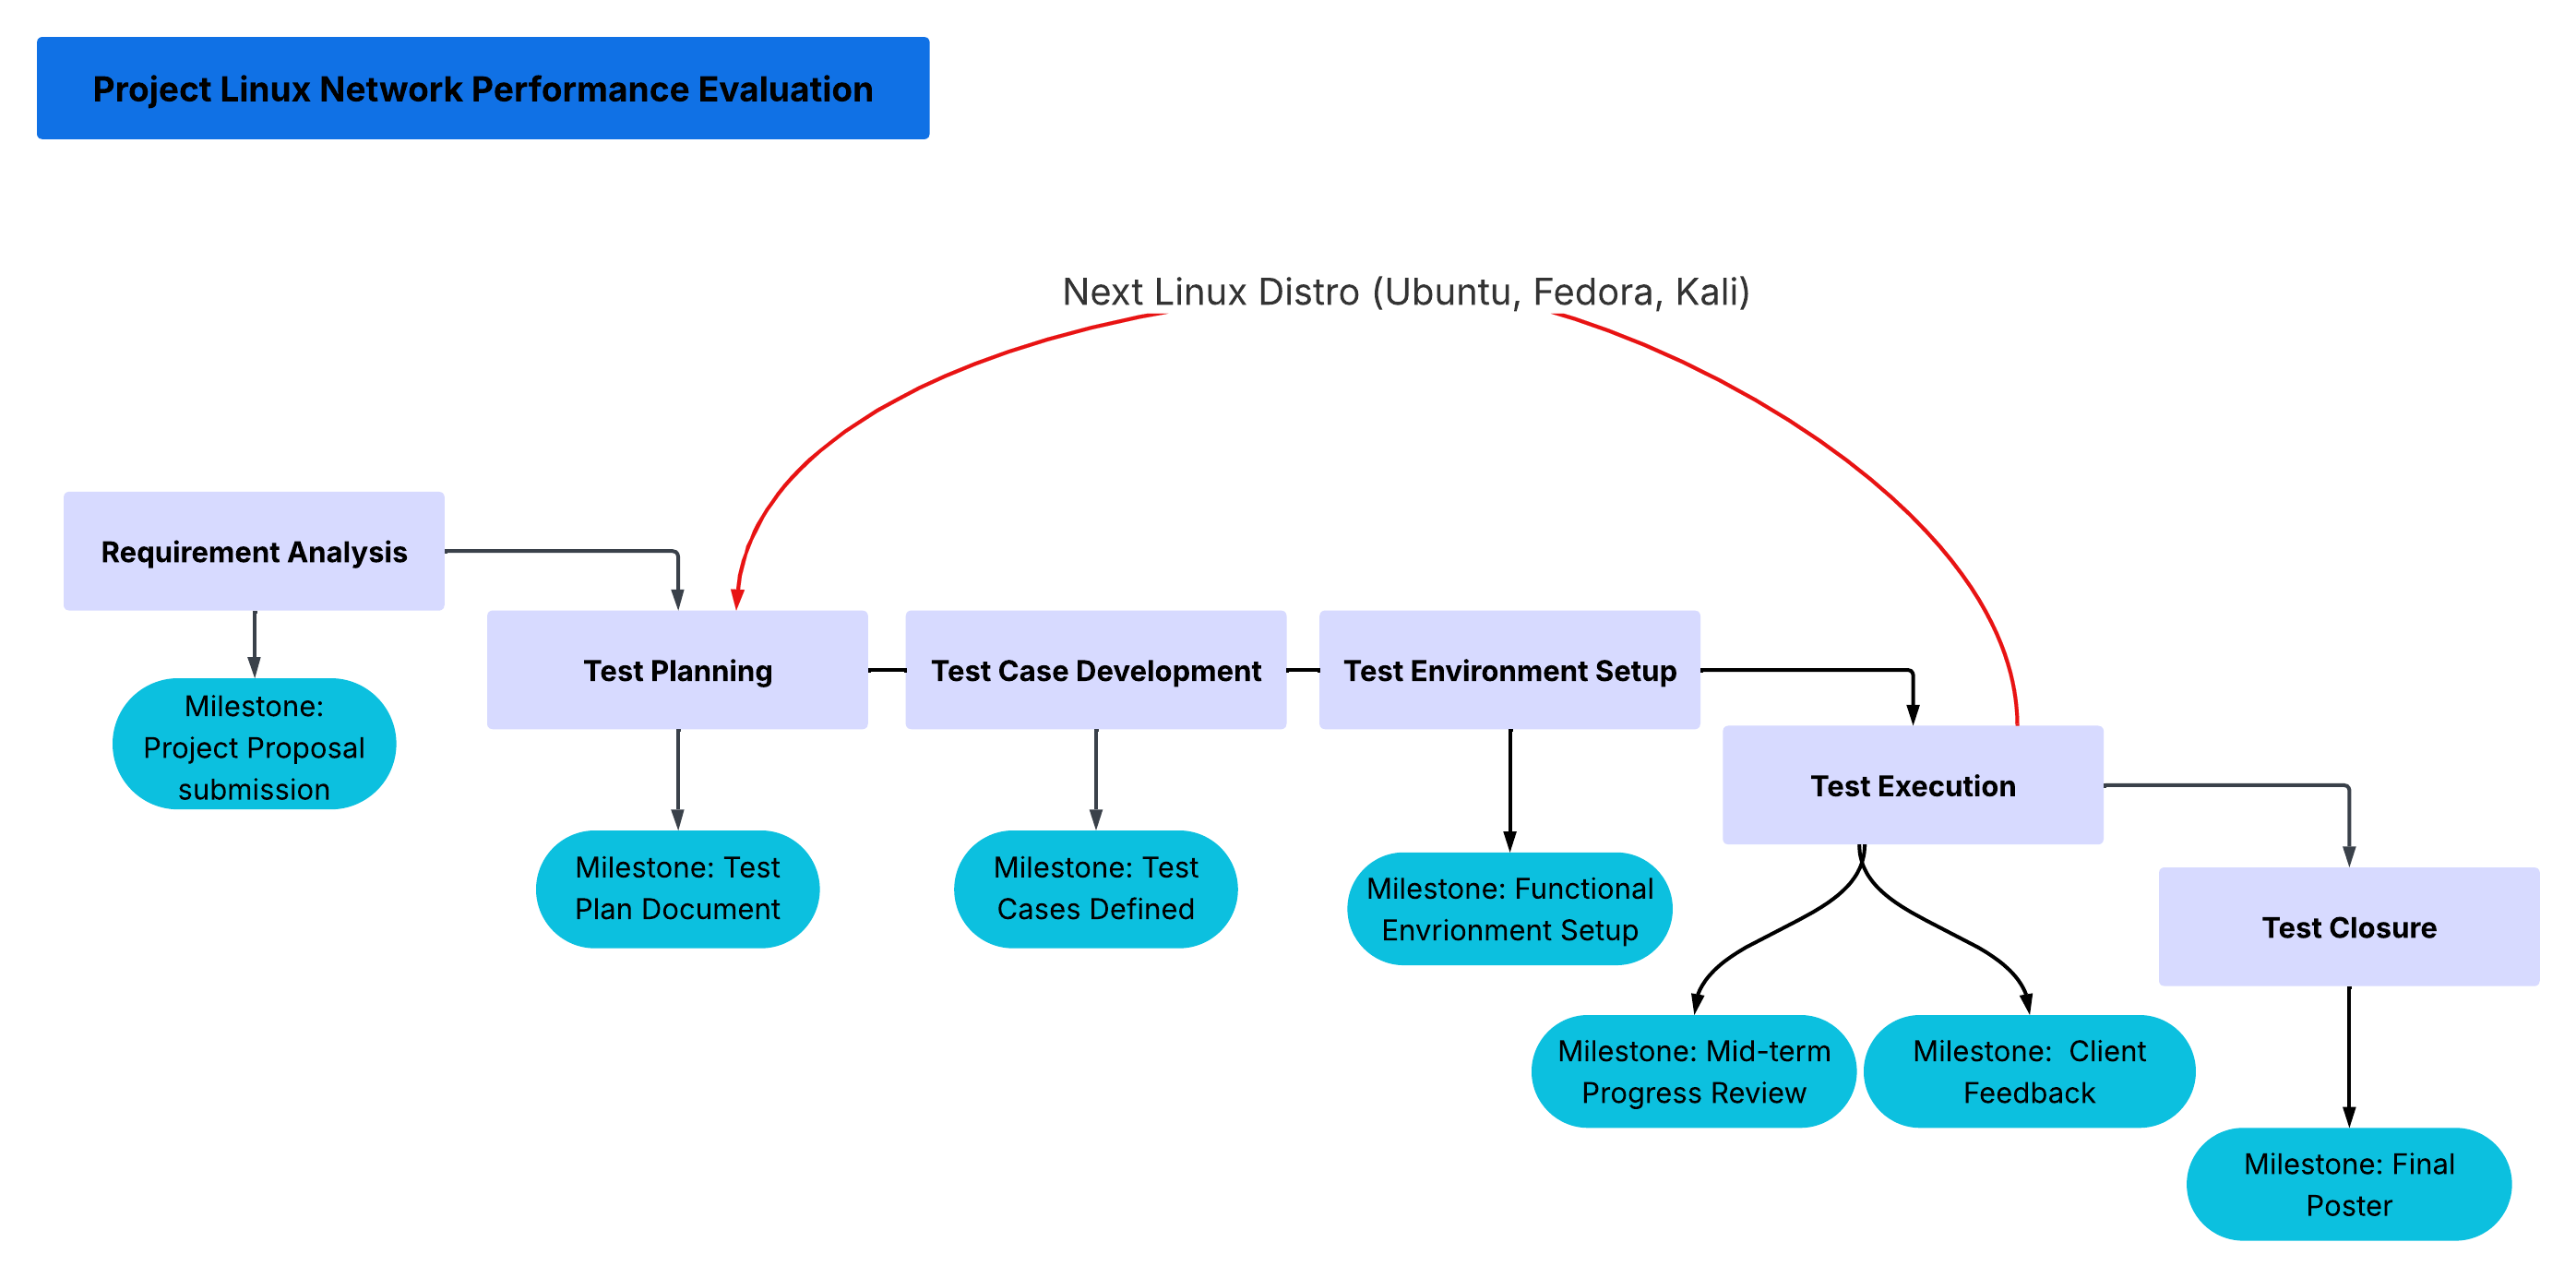 Project Linux Network Performance Evaluation
Next Linux Distro (Ubuntu, Fedora, Kali)
Requirement Analysis
Milestone:
Project Proposal
submission
Test Planning
Milestone: Test
Plan Document
Test Case Development
Milestone: Test
Cases Defined
Test Environment Setup
Milestone: Functional
Envrionment Setup
Test Execution
Milestone: Mid-term
Progress Review
Milestone:  Client
Feedback
Test Closure
Milestone: Final
Poster